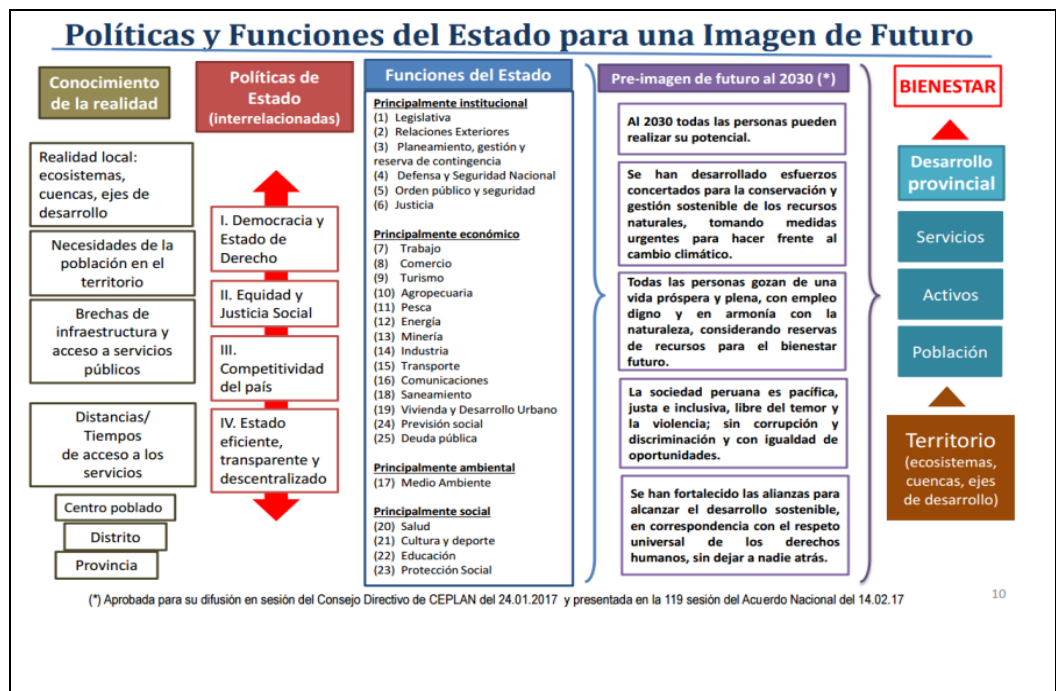 Políticas y Funciones del Estado para una Imagen de Futuro
Conocimiento
de la realidad
Realidad local:
ecosistemas,
cuencas, ejes de
desarrollo
Necesidades de la
población en el
territorio
Brechas de
infraestructura y
acceso a servicios
públicos
Distancias/
Tiempos
de acceso a los
servicios
Centro poblado
Distrito
Provincia
Políticas de
Estado
(interrelacionadas)
I. Democracia y
Estado de
Derecho
II. Equidad y
Justicia Social
III.
Competitividad
del país
IV. Estado
eficiente,
transparente y
descentralizado
Funciones del Estado
Principalmente institucional
(1) Legislativa
(2) Relaciones Exteriores
(3) Planeamiento, gestión y
reserva de contingencia
(4) Defensa y Seguridad Nacional
(5) Orden público y seguridad
(6) Justicia
Principalmente económico
(7) Trabajo
(8) Comercio
(9) Turismo
(10) Agropecuaria
(11) Pesca
(12) Energía
(13) Minería
(14) Industria
(15) Transporte
(16) Comunicaciones
(18) Saneamiento
(19) Vivienda y Desarrollo Urbano
(24) Previsión social
(25) Deuda pública
Principalmente ambiental
(17) Medio Ambiente
Principalmente social
(20) Salud
(21) Cultura y deporte
(22) Educación
(23) Protección Social
Pre-imagen de futuro al 2030 (*)
Al 2030 todas las personas pueden
realizar su potencial.
Se han desarrollado esfuerzos
concertados para la conservación y
gestión sostenible de los recursos
naturales, tomando medidas
urgentes para hacer frente al
cambio climático.
Todas las personas gozan de una
vida próspera y plena, con empleo
digno y en armonía con la
naturaleza, considerando reservas
de recursos para el bienestar
futuro.
La sociedad peruana es pacífica,
justa e inclusiva, libre del temor y
la violencia; sin corrupción y
discriminación y con igualdad de
oportunidades.
Se han fortalecido las alianzas para
alcanzar el desarrollo sostenible,
en correspondencia con el respeto
universal de los derechos
humanos, sin dejar a nadie atrás.
BIENESTAR
Desarrollo
provincial
Servicios
Activos
Población
Territorio
(ecosistemas,
cuencas, ejes
de desarrollo)
(*) Aprobada para su difusión en sesión del Consejo Directivo de CEPLAN del 24.01.2017 y presentada en la 119 sesión del Acuerdo Nacional del 14.02.17
10